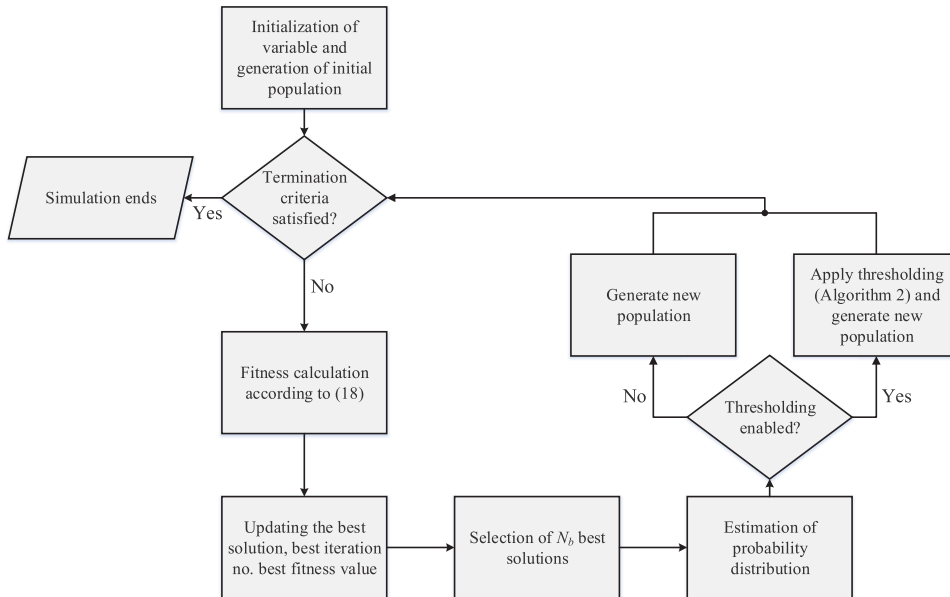 Initialization of
variable and
generation of initial
population
Termination
criteria
satisfied?
Simulation ends
Yes
No
Fitness calculation
according to (18)
Updating the best
solution, best iteration
no. best fitness value
Selection of N_b best
solutions
Estimation of
probability
distribution
Thresholding
enabled?
No
Yes
Generate new
population
Apply thresholding
(Algorithm 2) and
generate new
population